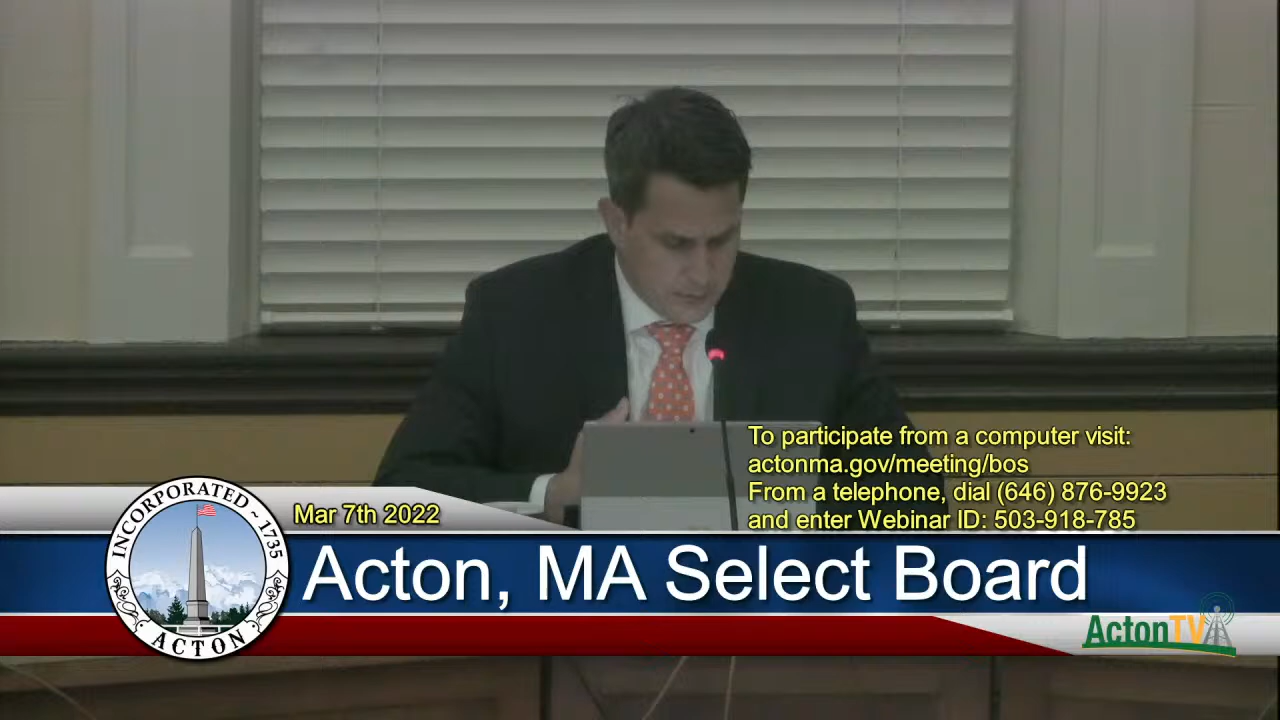 To participate from a computer visit:
actonma.gov/meeting/bos
From a telephone, dial (646) 876-9923
and enter Webinar ID: 503-918-785
Mar 7th 2022
INCORPORATED ~ 1735
ACTON
Acton, MA Select Board
ActonTV